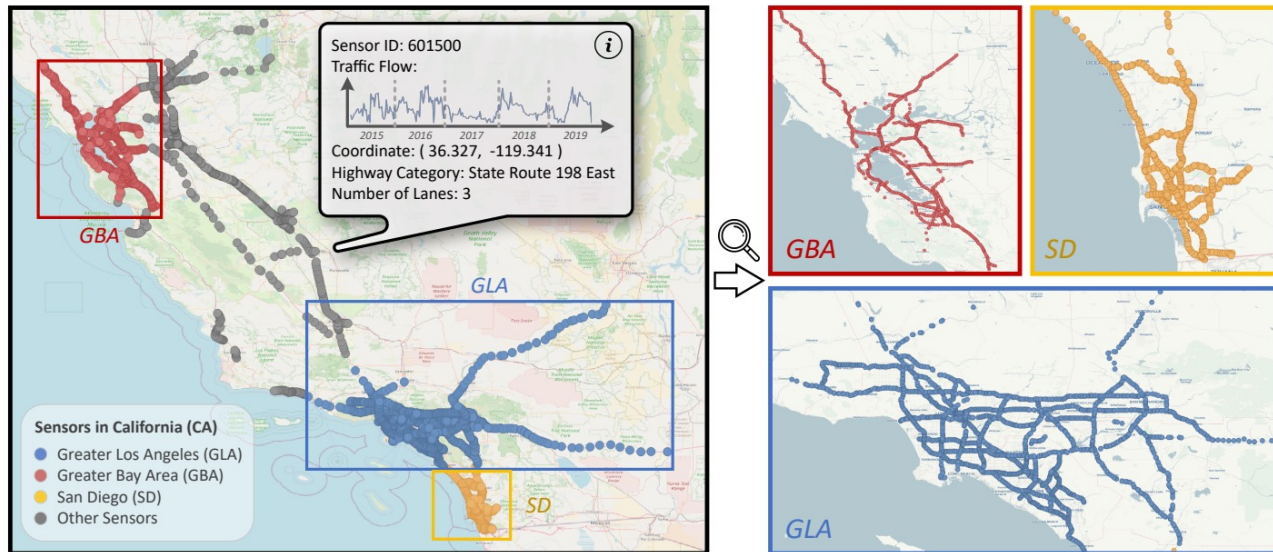 Sensor ID: 601500
i
Traffic Flow:
2015 2016 2017 2018 2019
Coordinate: ( 36.327, -119.341 )
Highway Category: State Route 198 East
Number of Lanes: 3
GBA
GLA
SD
Sensors in California (CA)
Greater Los Angeles (GLA)
Greater Bay Area (GBA)
San Diego (SD)
Other Sensors
GBA
SD
GLA